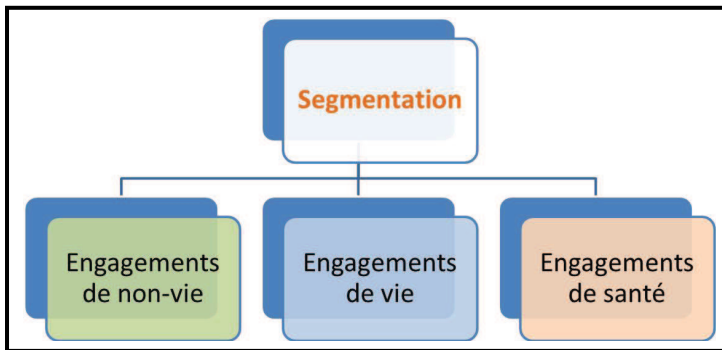 Segmentation
Engagements
de non-vie
Engagements
de vie
Engagements
de santé